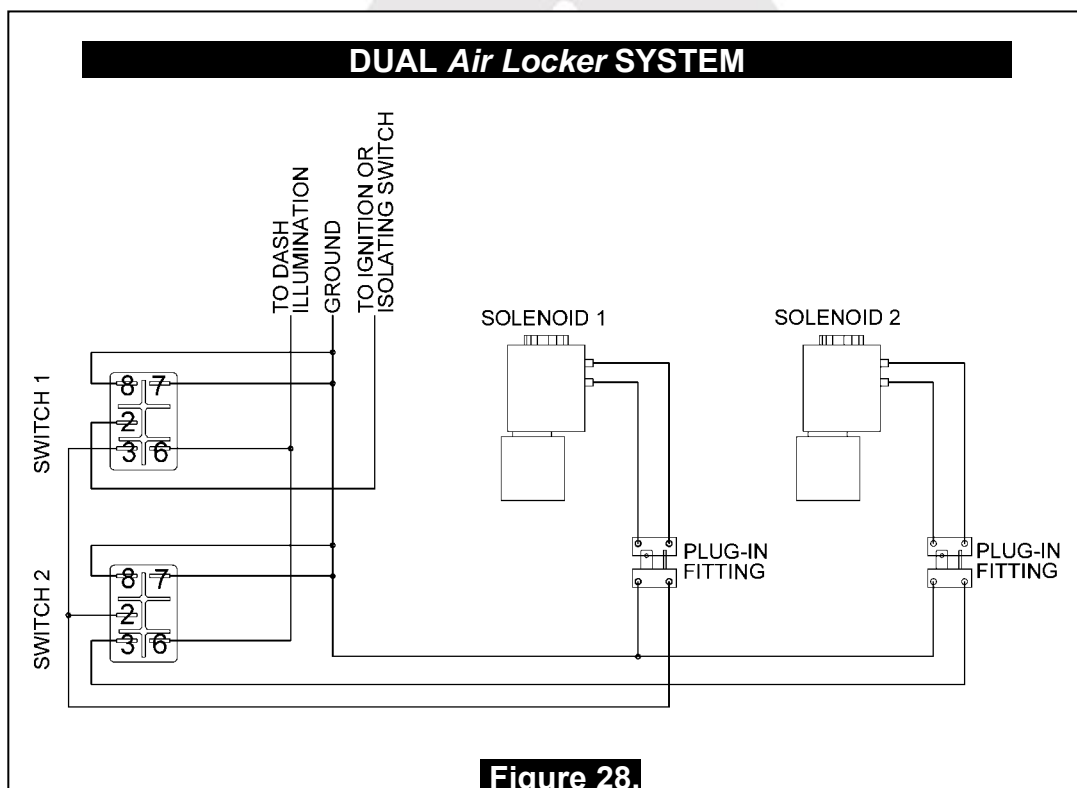 DUAL Air Locker SYSTEM
TO DASH
ILLUMINATION
GROUND
TO IGNITION OR
ISOLATING SWITCH
SOLENOID 1
SOLENOID 2
SWITCH 1
8 7
2
3 6
SWITCH 2
8 7
2
3 6
PLUG-IN
FITTING
PLUG-IN
FITTING
Figure 28.